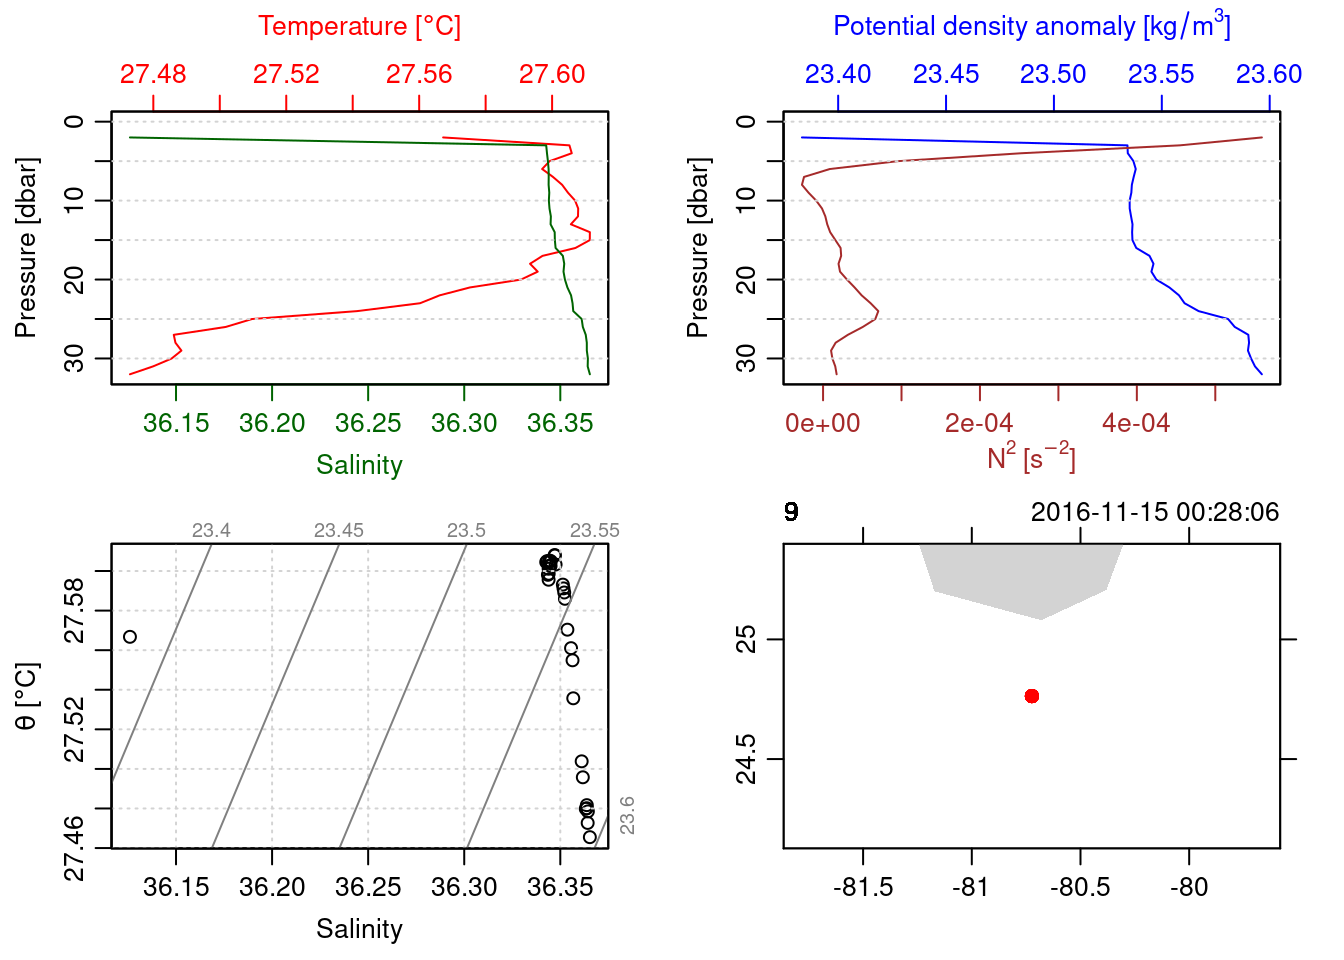 Temperature [°C]
27.48 27.52 27.56 27.60
Pressure [dbar]
0 10 20 30
36.15 36.20 36.25 36.30 36.35
Salinity
Potential density anomaly [kg/m³]
23.40 23.45 23.50 23.55 23.60
Pressure [dbar]
0 10 20 30
0e+00 2e-04 4e-04
N² [s⁻²]
23.4 23.45 23.5 23.55
23.6
θ [°C]
27.46 27.52 27.58
36.15 36.20 36.25 36.30 36.35
Salinity
2016-11-15 00:28:06
25
24.5
-81.5 -81 -80.5 -80